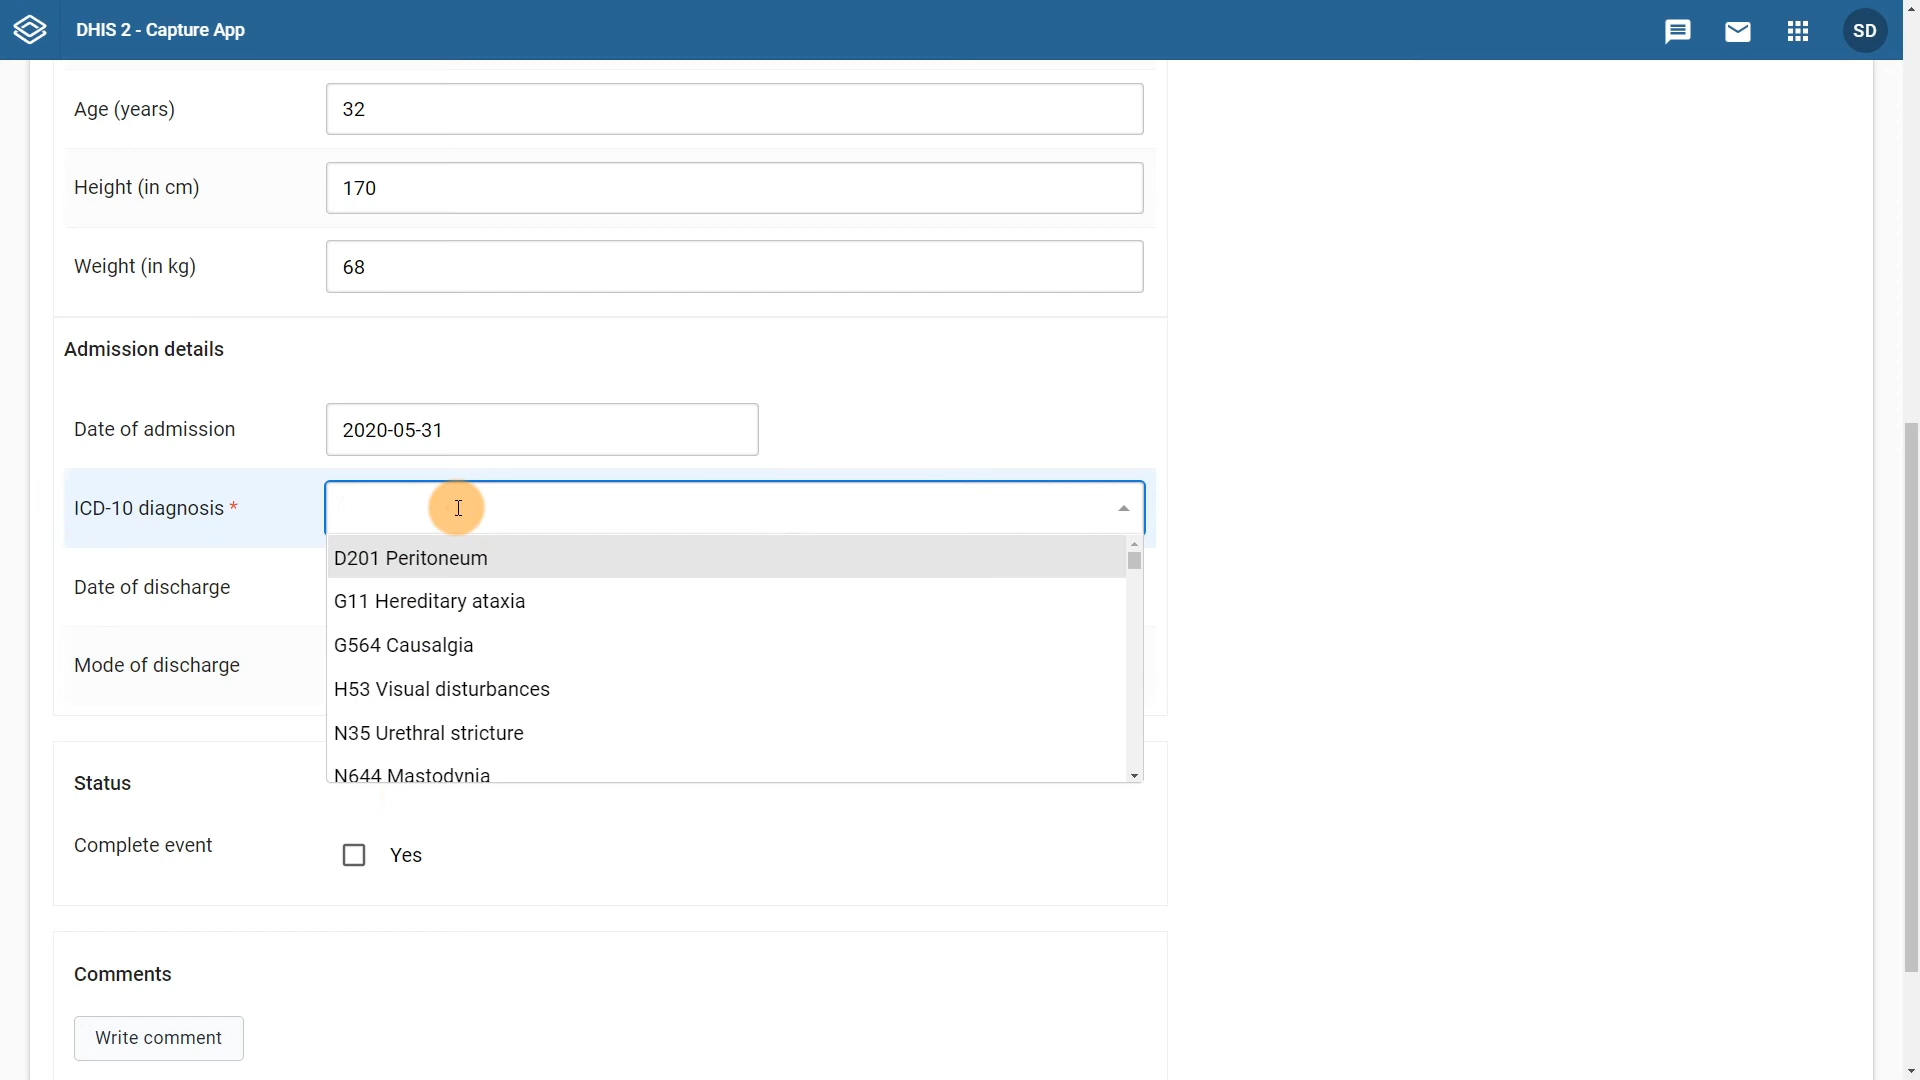 DHIS 2 - Capture App
SD
Age (years)
32
Height (in cm)
170
Weight (in kg)
68
Admission details
Date of admission
2020-05-31
ICD-10 diagnosis *
D201 Peritoneum
G11 Hereditary ataxia
Date of discharge
G564 Causalgia
Mode of discharge
H53 Visual disturbances
N35 Urethral stricture
N644 Mastodynia
Status
Complete event
Yes
Comments
Write comment